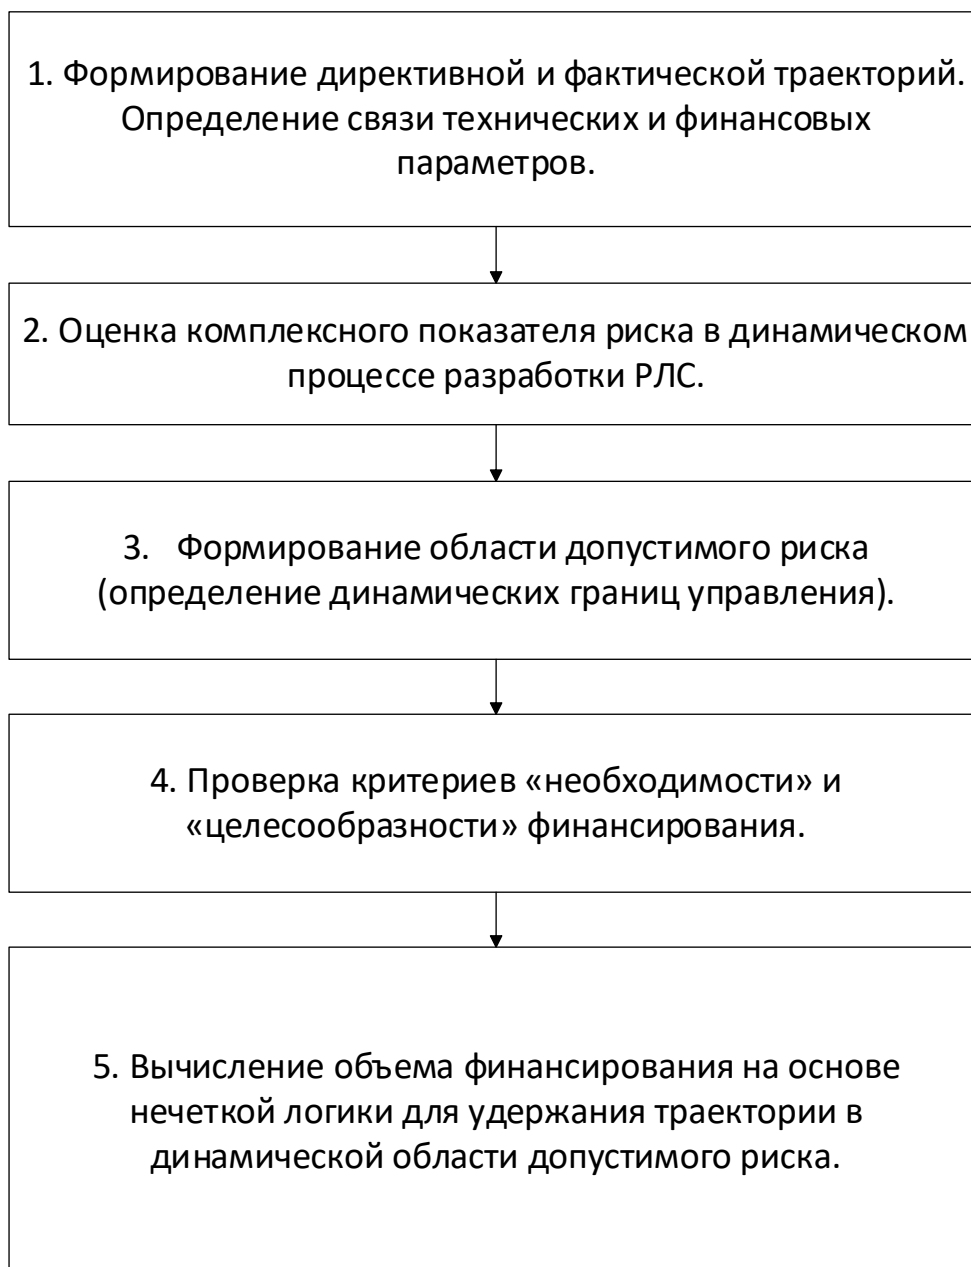 1. Формирование директивной и фактической траекторий.
Определение связи технических и финансовых
параметров.
2. Оценка комплексного показателя риска в динамическом
процессе разработки РЛС.
3. Формирование области допустимого риска
(определение динамических границ управления).
4. Проверка критериев «необходимости» и
«целесообразности» финансирования.
5. Вычисление объема финансирования на основе
нечеткой логики для удержания траектории в
динамической области допустимого риска.